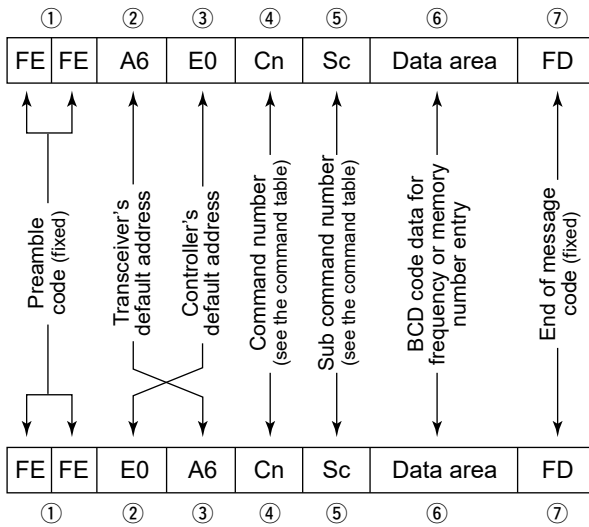 ① ② ③ ④ ⑤ ⑥ ⑦
FE FE A6 E0 Cn Sc Data area FD
Preamble
code (fixed)
Transceiver's
default address
Controller's
default address
Command number
(see the command table)
Sub command number
(see the command table)
BCD code data for
frequency or memory
number entry
End of message
code (fixed)
FE FE E0 A6 Cn Sc Data area FD
① ② ③ ④ ⑤ ⑥ ⑦